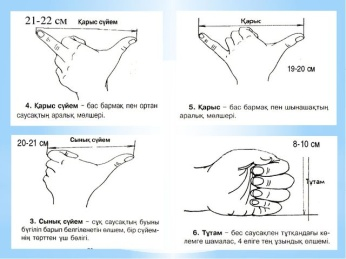 21-22 см Қарыс сүйем
4. Қарыс сүйем – бас бармақ пен ортан
саусақтың аралық мөлшері.
Қарыс
19-20 см
5. Қарыс – бас бармақ пен шынашақтың
аралық мөлшері.
20-21 см Сынық сүйем
3. Сынық сүйем – сұқ саусақтың буыны
бүгіліп барып белгіленетін өлшем, бір сүйем-
нің төрттен үш бөлігі.
8-10 см
Тұтам
6. Тұтам – бес саусақпен тұтқандағы кө-
лемге шамалас, 4 еліге тең ұзындық өлшемі.